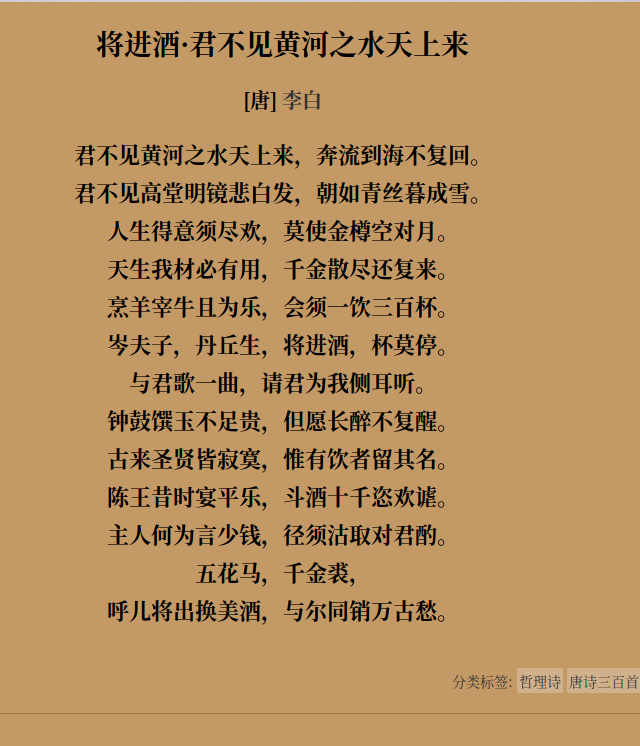 将进酒·君不见黄河之水天上来
[唐] 李白
君不见黄河之水天上来，奔流到海不复回。
君不见高堂明镜悲白发，朝如青丝暮成雪。
人生得意须尽欢，莫使金樽空对月。
天生我材必有用，千金散尽还复来。
烹羊宰牛且为乐，会须一饮三百杯。
岑夫子，丹丘生，将进酒，杯莫停。
与君歌一曲，请君为我侧耳听。
钟鼓馔玉不足贵，但愿长醉不复醒。
古来圣贤皆寂寞，惟有饮者留其名。
陈王昔时宴平乐，斗酒十千恣欢谑。
主人何为言少钱，径须沽取对君酌。
五花马，千金裘，
呼儿将出换美酒，与尔同销万古愁。
分类标签: 哲理诗 唐诗三百首